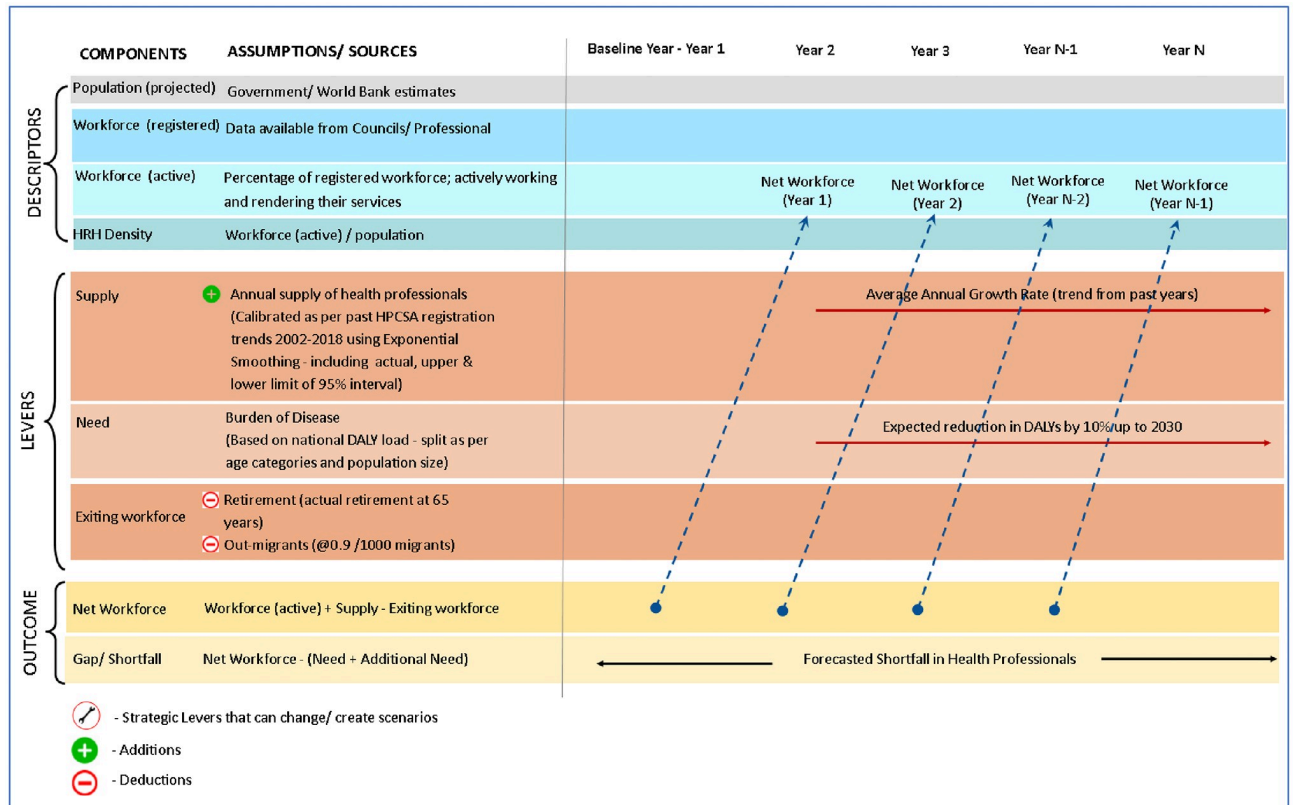 COMPONENTS
ASSUMPTIONS/ SOURCES
Baseline Year - Year 1
Year 2
Year 3
Year N-1
Year N
DESCRIPTORS
Population (projected)
Government/ World Bank estimates
Workforce (registered)
Data available from Councils/ Professional
Workforce (active)
Percentage of registered workforce; actively working
and rendering their services
Net Workforce
(Year 1)
Net Workforce
(Year 2)
Net Workforce
(Year N-2)
Net Workforce
(Year N-1)
HRH Density
Workforce (active) / population
LEVERS
Supply
Annual supply of health professionals
(Calibrated as per past HPCSA registration
trends 2002-2018 using Exponential
Smoothing - including actual, upper &
lower limit of 95% interval)
Average Annual Growth Rate (trend from past years)
Need
Burden of Disease
(Based on national DALY load - split as per
age categories and population size)
Expected reduction in DALYs by 10% up to 2030
Exiting workforce
Retirement (actual retirement at 65
years)
Out-migrants (@0.9 /1000 migrants)
OUTCOME
Net Workforce
Workforce (active) + Supply - Exiting workforce
Gap/ Shortfall
Net Workforce - (Need + Additional Need)
Forecasted Shortfall in Health Professionals
- Strategic Levers that can change/ create scenarios
- Additions
- Deductions